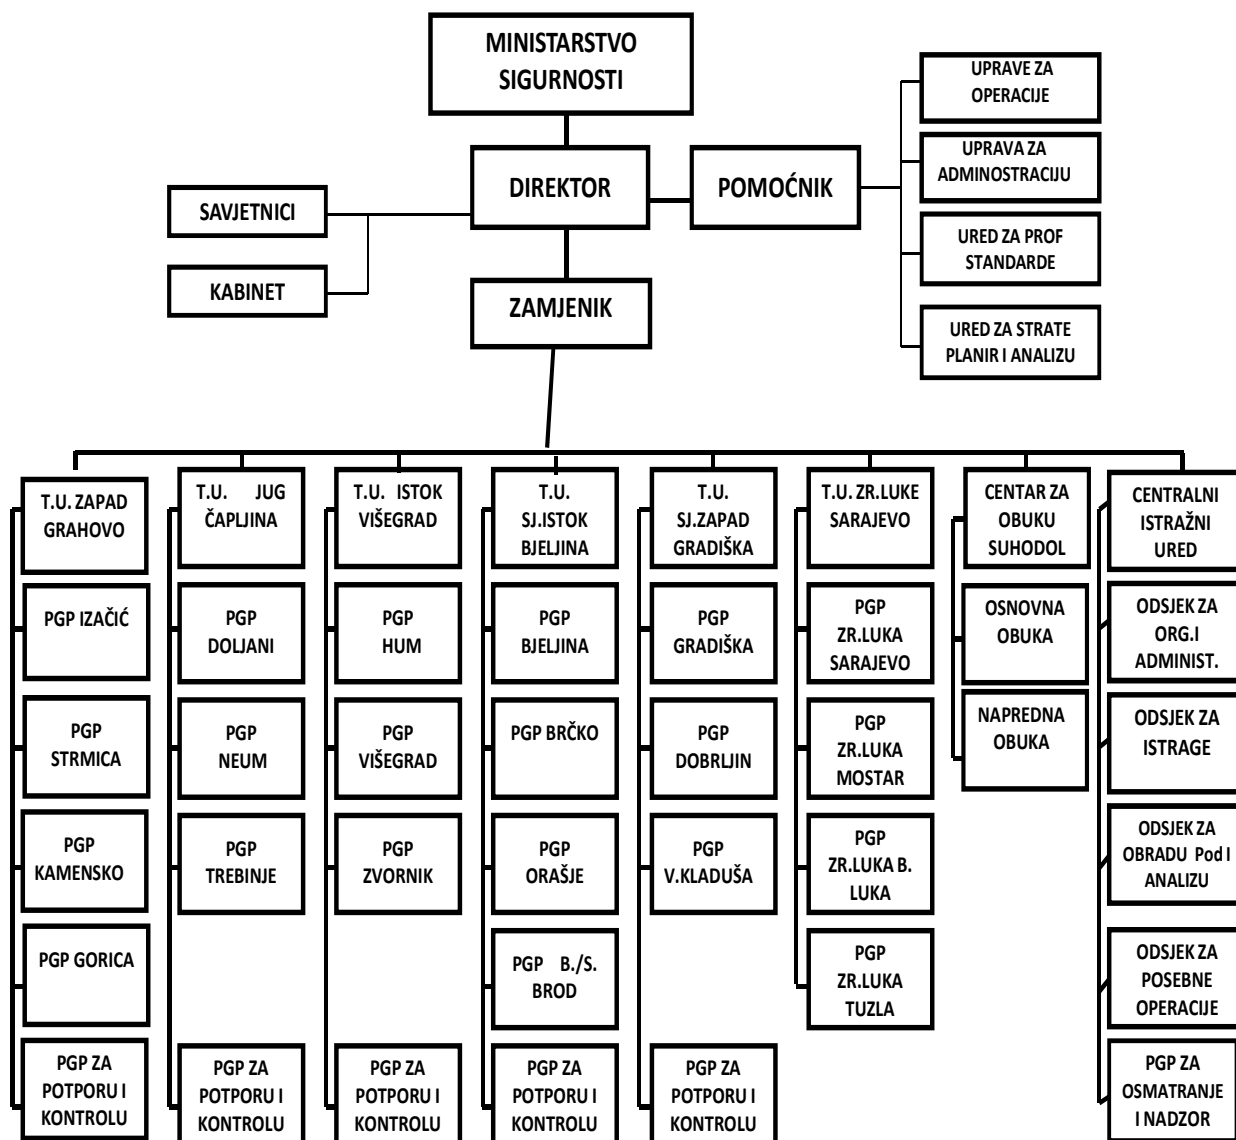 MINISTARSTVO
SIGURNOSTI
UPRAVE ZA
OPERACIJE
UPRAVA ZA
ADMINOSTRACIJU
DIREKTOR
POMOĆNIK
SAVJETNICI
URED ZA PROF
STANDARDE
KABINET
ZAMJENIK
URED ZA STRATE
PLANIR I ANALIZU
T.U. ZAPAD
GRAHOVO
PGP IZAČIĆ
PGP
STRMICA
PGP
KAMENSKO
PGP GORICA
PGP ZA
POTPORU I
KONTROLU
T.U. JUG
ČAPLJINA
PGP
DOLJANI
PGP
NEUM
PGP
TREBINJE
PGP ZA
POTPORU I
KONTROLU
T.U. ISTOK
VIŠEGRAD
PGP
HUM
PGP
VIŠEGRAD
PGP
ZVORNIK
PGP ZA
POTPORU I
KONTROLU
T.U.
SJ.ISTOK
BJELJINA
PGP
BJELJINA
PGP BRČKO
PGP
ORAŠJE
PGP B./S.
BROD
PGP ZA
POTPORU I
KONTROLU
T.U.
SJ.ZAPAD
GRADIŠKA
PGP
GRADIŠKA
PGP
DOBRLJIN
PGP
V.KLADUŠA
PGP ZA
POTPORU I
KONTROLU
T.U. ZR.LUKE
SARAJEVO
PGP
ZR.LUKA
SARAJEVO
PGP
ZR.LUKA
MOSTAR
PGP
ZR.LUKA B.
LUKA
PGP
ZR.LUKA
TUZLA
CENTAR ZA
OBUKU
SUHODOL
OSNOVNA
OBUKA
NAPREDNA
OBUKA
CENTRALNI
ISTRAŽNI
URED
ODSJEK ZA
ORG.I
ADMINIST.
ODSJEK ZA
ISTRAGE
ODSJEK ZA
OBRADU Pod I
ANALIZU
ODSJEK ZA
POSEBNE
OPERACIJE
PGP ZA
OSMATRANJE
I NADZOR